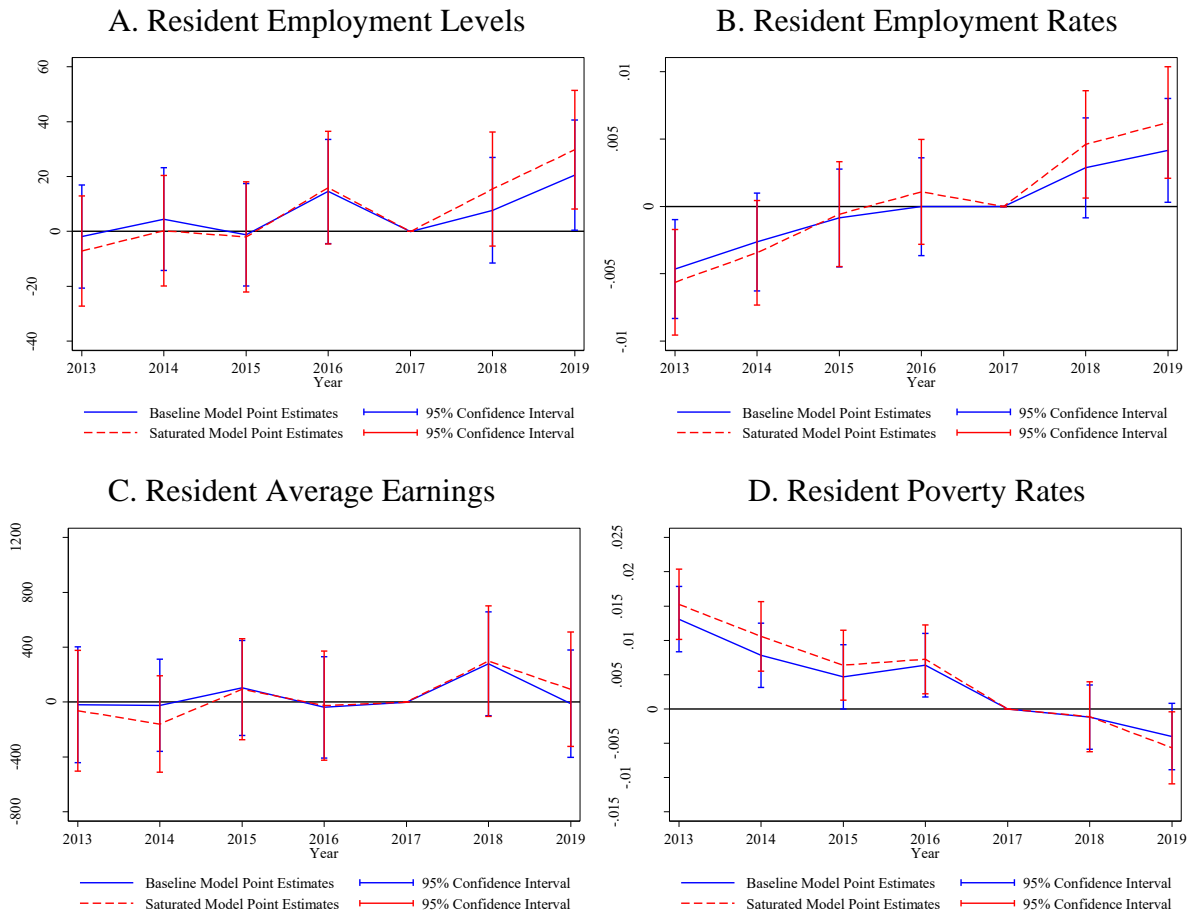 A. Resident Employment Levels
60
40
20
0
-20
-40
2013 2014 2015 2016 2017 2018 2019
Year
Baseline Model Point Estimates 95% Confidence Interval
Saturated Model Point Estimates 95% Confidence Interval
B. Resident Employment Rates
.01
.005
0
-.005
-.01
2013 2014 2015 2016 2017 2018 2019
Year
Baseline Model Point Estimates 95% Confidence Interval
Saturated Model Point Estimates 95% Confidence Interval
C. Resident Average Earnings
1200
800
400
0
-400
-800
2013 2014 2015 2016 2017 2018 2019
Year
Baseline Model Point Estimates 95% Confidence Interval
Saturated Model Point Estimates 95% Confidence Interval
D. Resident Poverty Rates
.025
.02
.015
.01
.005
0
-.005
-.01
-.015
2013 2014 2015 2016 2017 2018 2019
Year
Baseline Model Point Estimates 95% Confidence Interval
Saturated Model Point Estimates 95% Confidence Interval